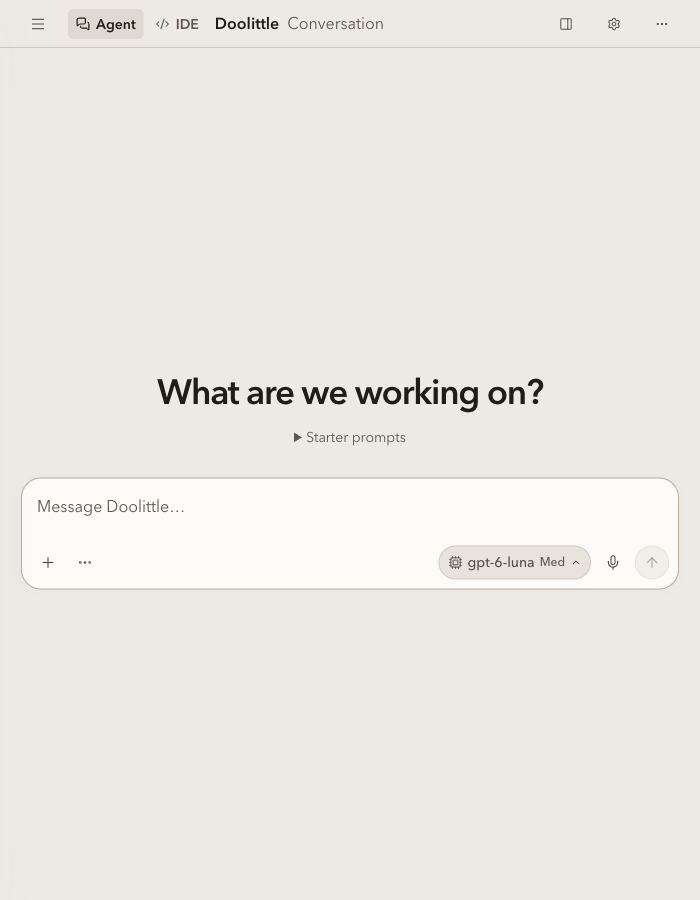 Agent IDE Doolittle Conversation
What are we working on?
Starter prompts
Message Doolittle…
gpt-6-luna Med